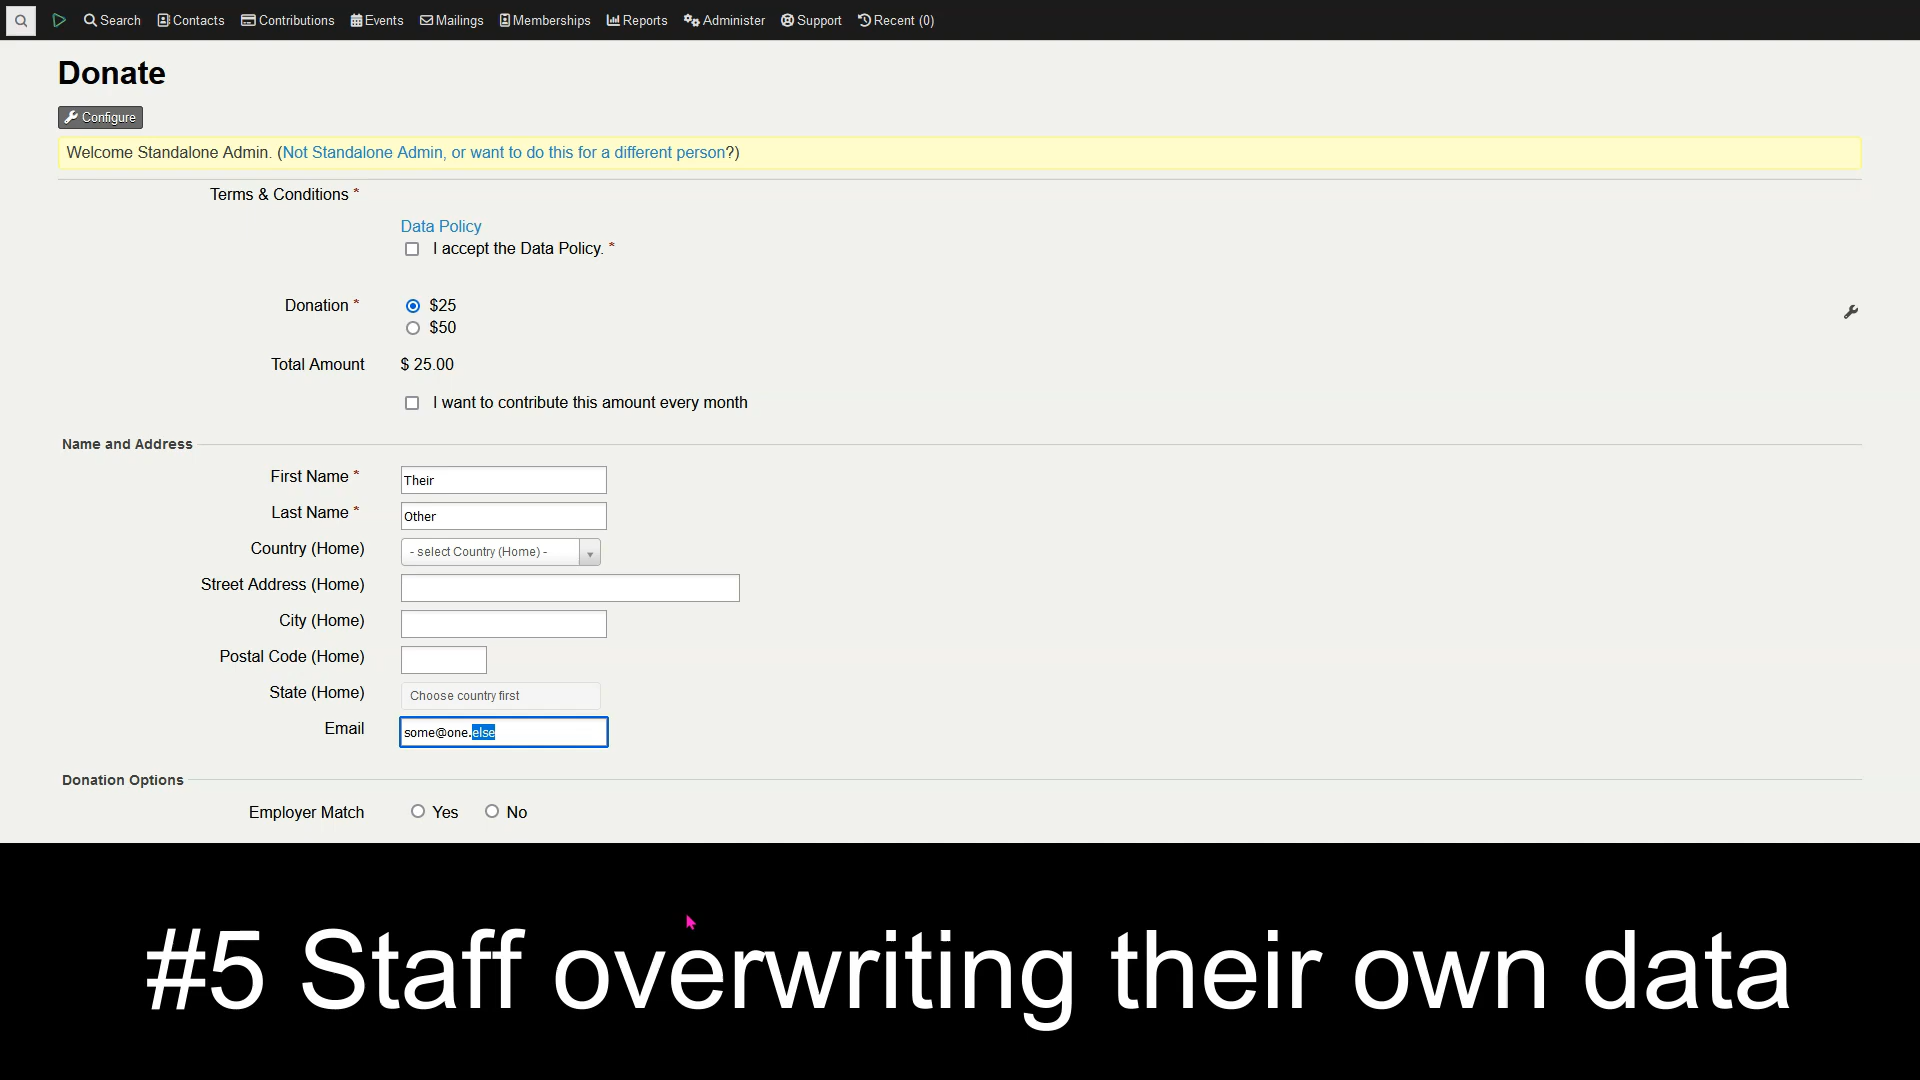 Search Contacts Contributions Events Mailings Memberships Reports Administer Support Recent (0)
Donate
Configure
Welcome Standalone Admin. (Not Standalone Admin, or want to do this for a different person?)
Terms & Conditions *
Data Policy
I accept the Data Policy. *
Donation * $25
$50
Total Amount $ 25.00
I want to contribute this amount every month
Name and Address
First Name * Their
Last Name * Other
Country (Home) - select Country (Home) -
Street Address (Home)
City (Home)
Postal Code (Home)
State (Home) Choose country first
Email some@one.else
Donation Options
Employer Match Yes No
#5 Staff overwriting their own data